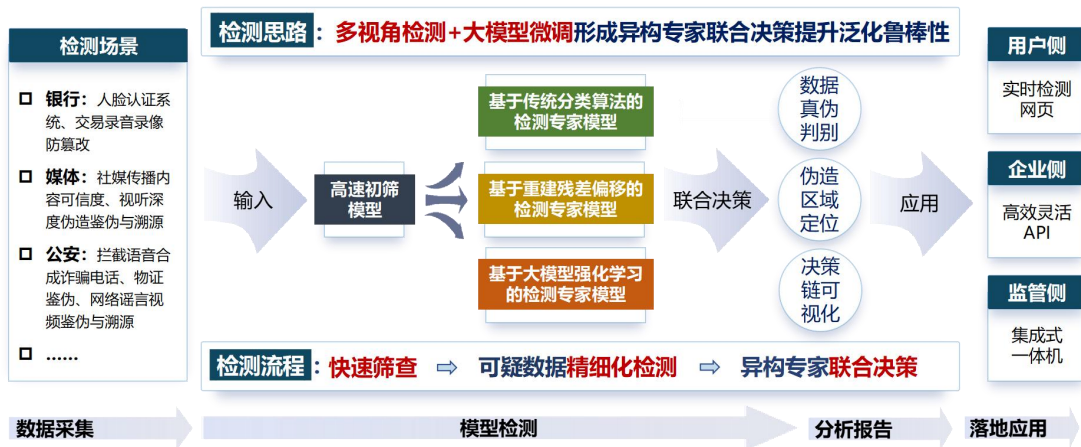 检测思路：多视角检测+大模型微调形成异构专家联合决策提升泛化鲁棒性
检测场景
银行：人脸认证系
统、交易录音录像
防篡改
媒体：社媒传播内
容可信度、视听深
度伪造鉴伪与溯源
公安：拦截语音合
成诈骗电话、物证
鉴伪、网络谣言视
频鉴伪与溯源
……
输入
高速初筛
模型
基于传统分类算法的
检测专家模型
基于重建残差偏移的
检测专家模型
基于大模型强化学习
的检测专家模型
联合决策
数据
真伪
判别
伪造
区域
定位
决策
链可
视化
应用
用户侧
实时检测
网页
企业侧
高效灵活
API
监管侧
集成式
一体机
检测流程：快速筛查 ⇨ 可疑数据精细化检测 ⇨ 异构专家联合决策
数据采集
模型检测
分析报告
落地应用